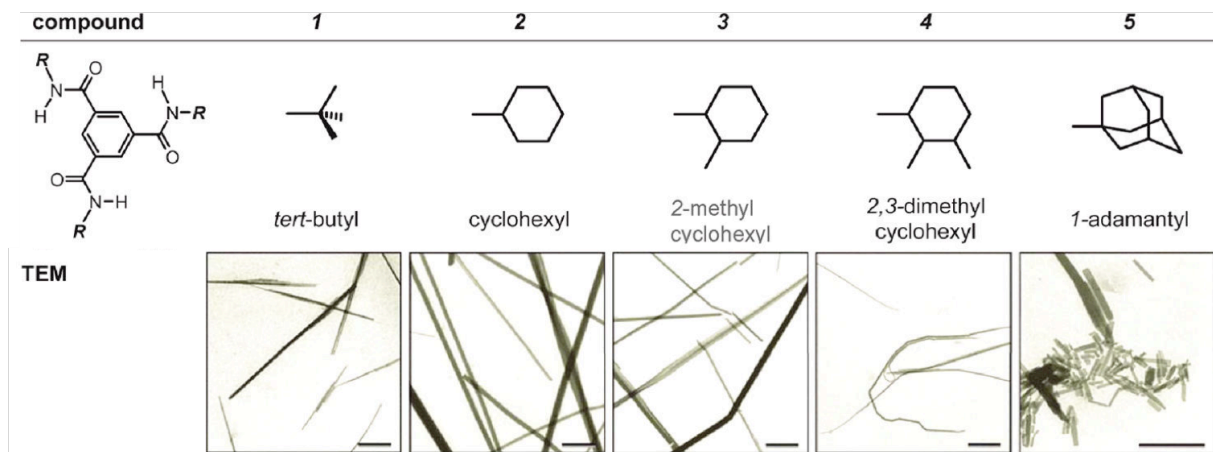 compound 1 2 3 4 5
R
O
N
H
H
N
R
O
O
N
H
R
tert-butyl
cyclohexyl
2-methyl
cyclohexyl
2,3-dimethyl
cyclohexyl
1-adamantyl
TEM